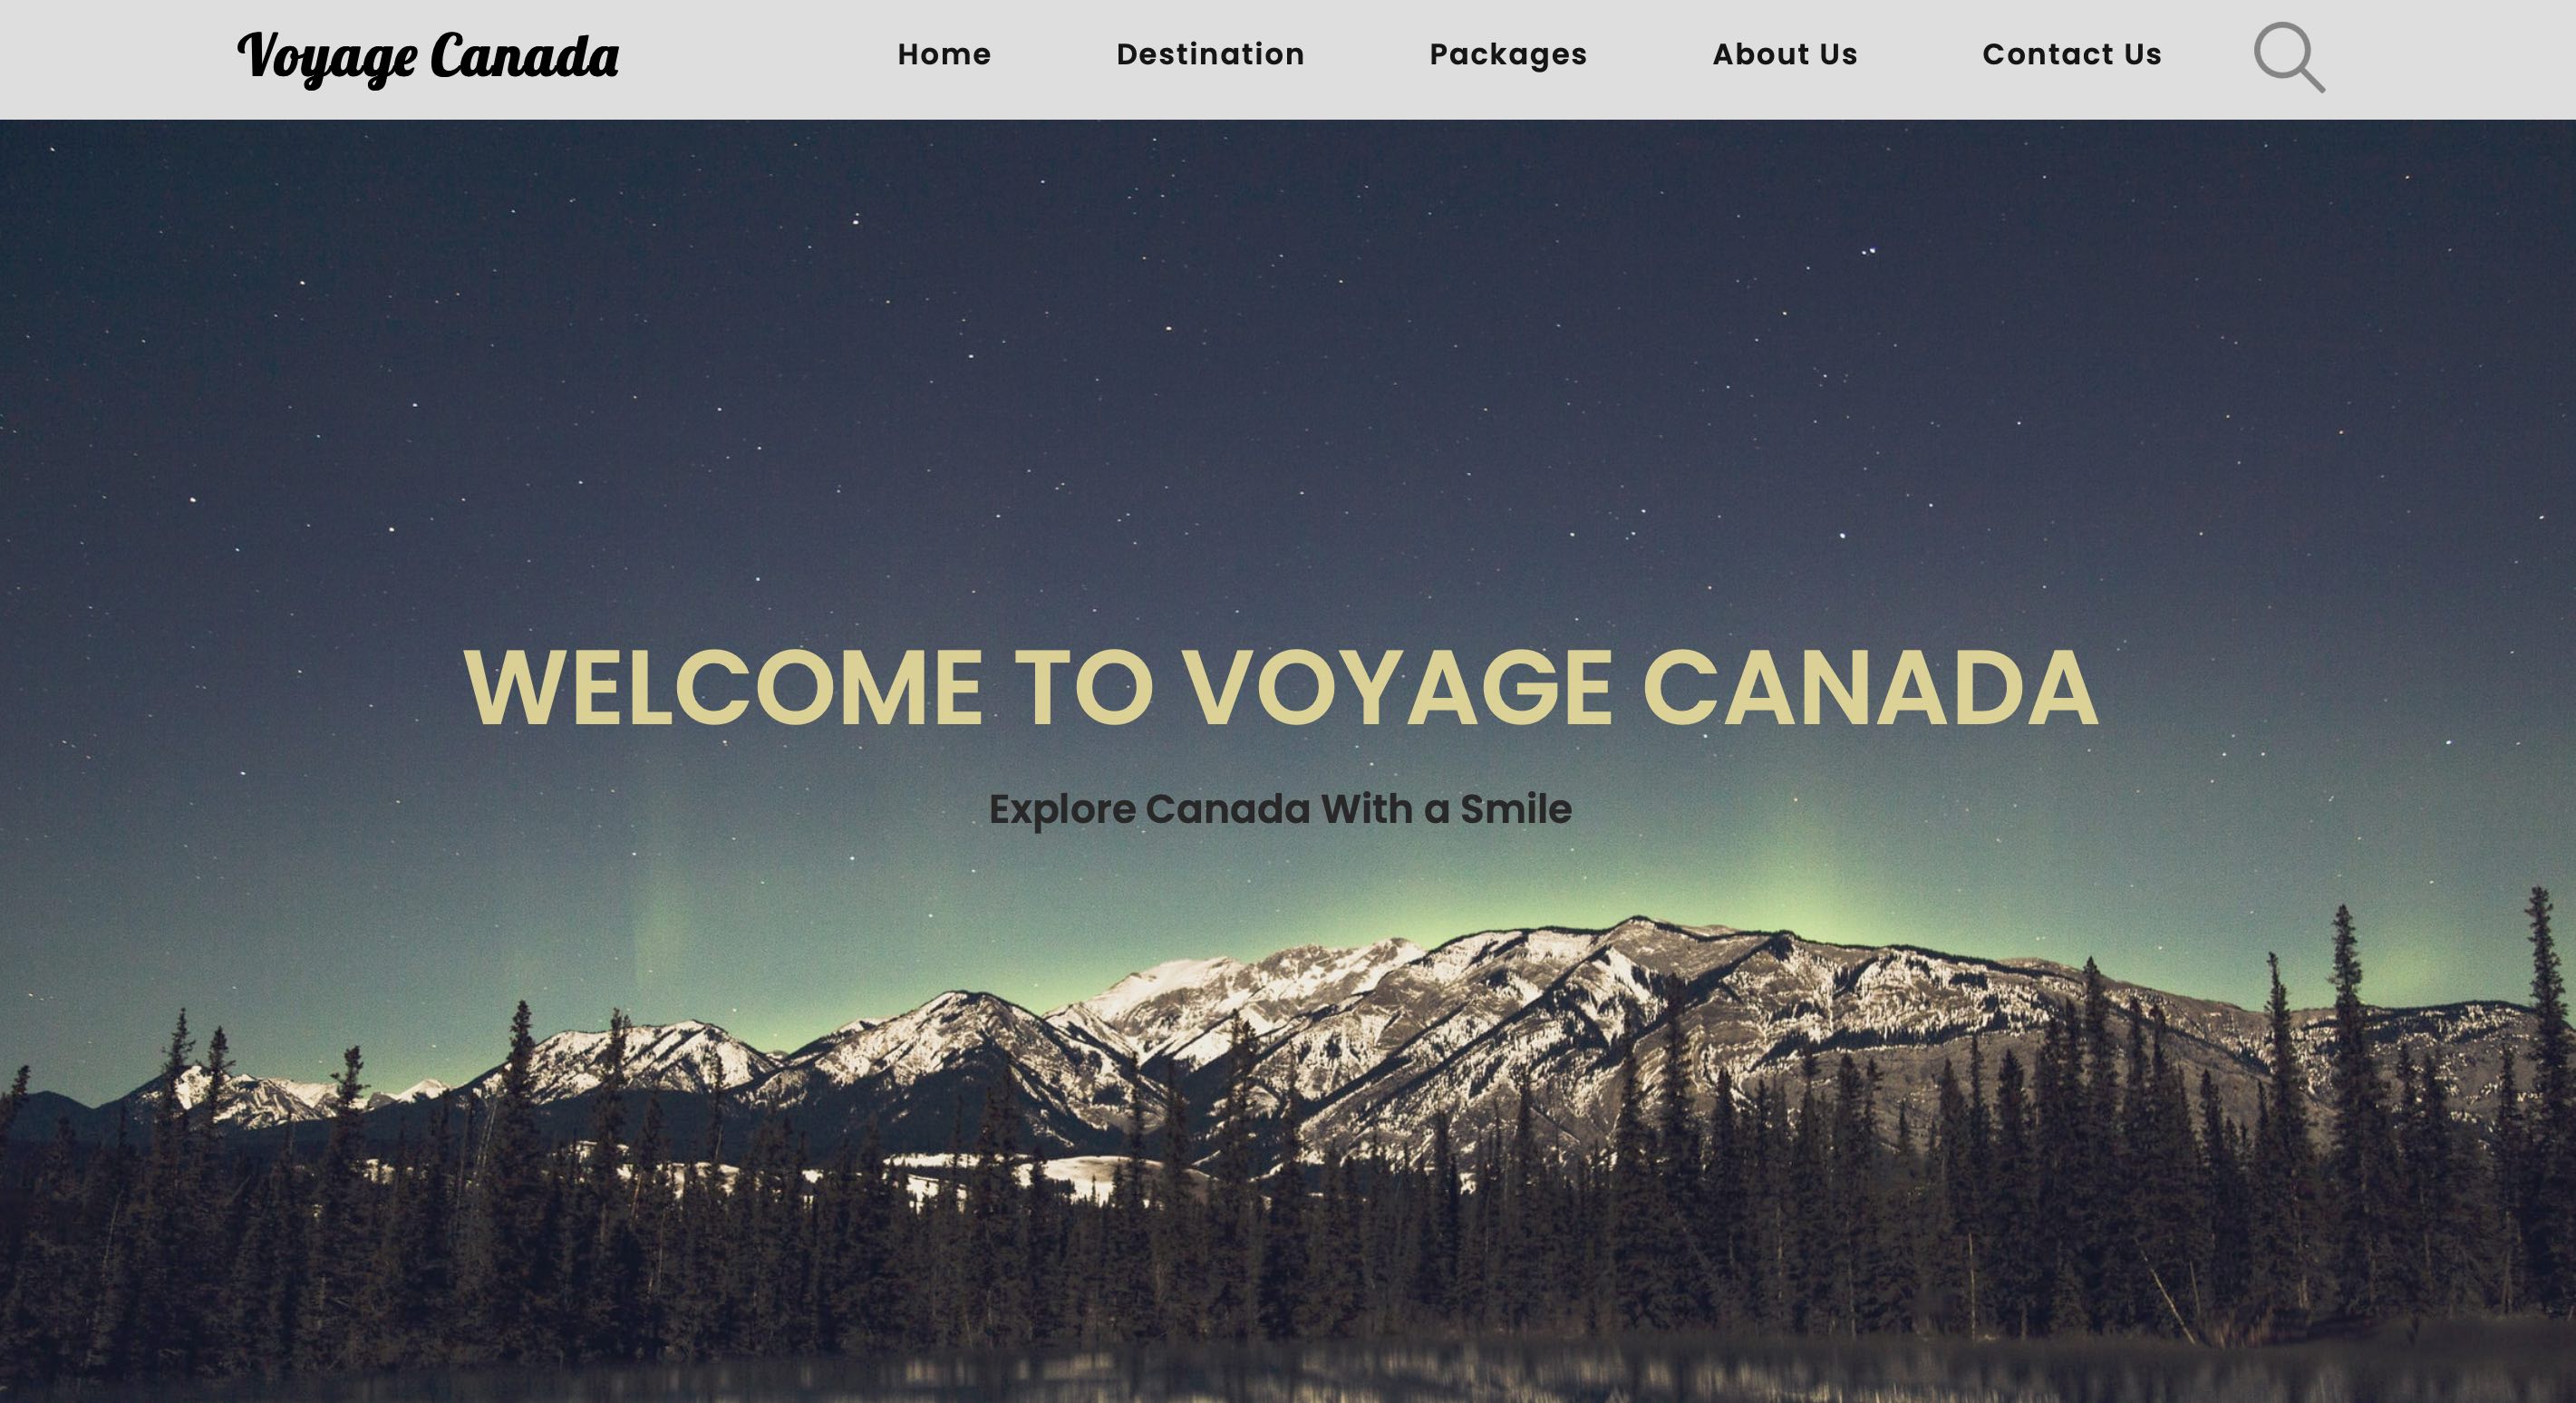 Voyage Canada Home Destination Packages About Us Contact Us
WELCOME TO VOYAGE CANADA
Explore Canada With a Smile